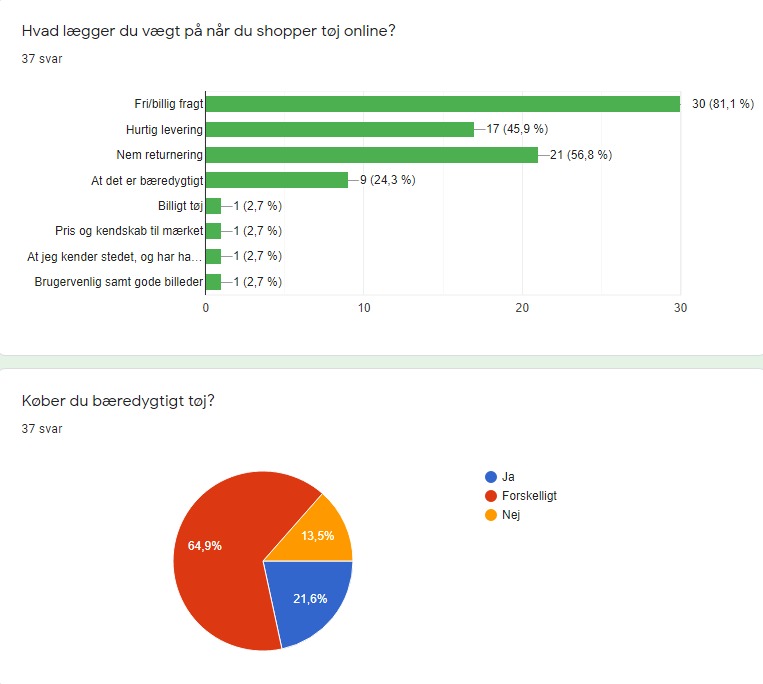 Hvad lægger du vægt på når du shopper tøj online?
37 svar
Fri/billig fragt 30 (81,1 %)
Hurtig levering 17 (45,9 %)
Nem returnering 21 (56,8 %)
At det er bæredygtigt 9 (24,3 %)
Billigt tøj 1 (2,7 %)
Pris og kendskab til mærket 1 (2,7 %)
At jeg kender stedet, og har ha... 1 (2,7 %)
Brugervenlig samt gode billeder 1 (2,7 %)
0 10 20 30
Køber du bæredygtigt tøj?
37 svar
Ja
Forskelligt
Nej
13,5%
64,9%
21,6%